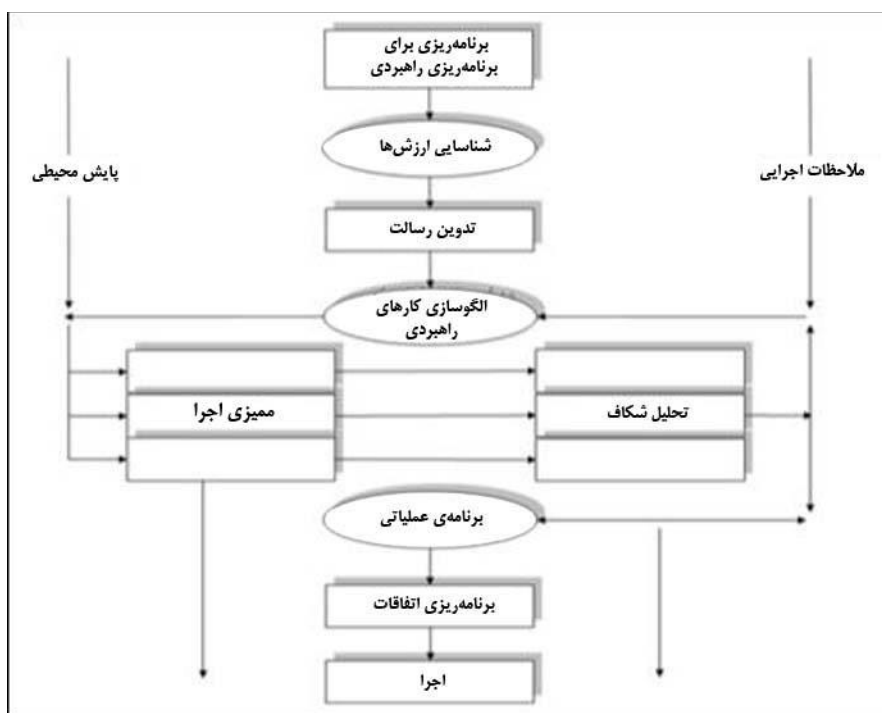 برنامه‌ریزی برای
برنامه‌ریزی راهبردی
شناسایی ارزش‌ها
ملاحظات اجرایی
پایش محیطی
تدوین رسالت
الگوسازی کارهای
راهبردی
ممیزی اجرا
تحلیل شکاف
برنامه‌ی عملیاتی
برنامه‌ریزی اتفاقات
اجرا